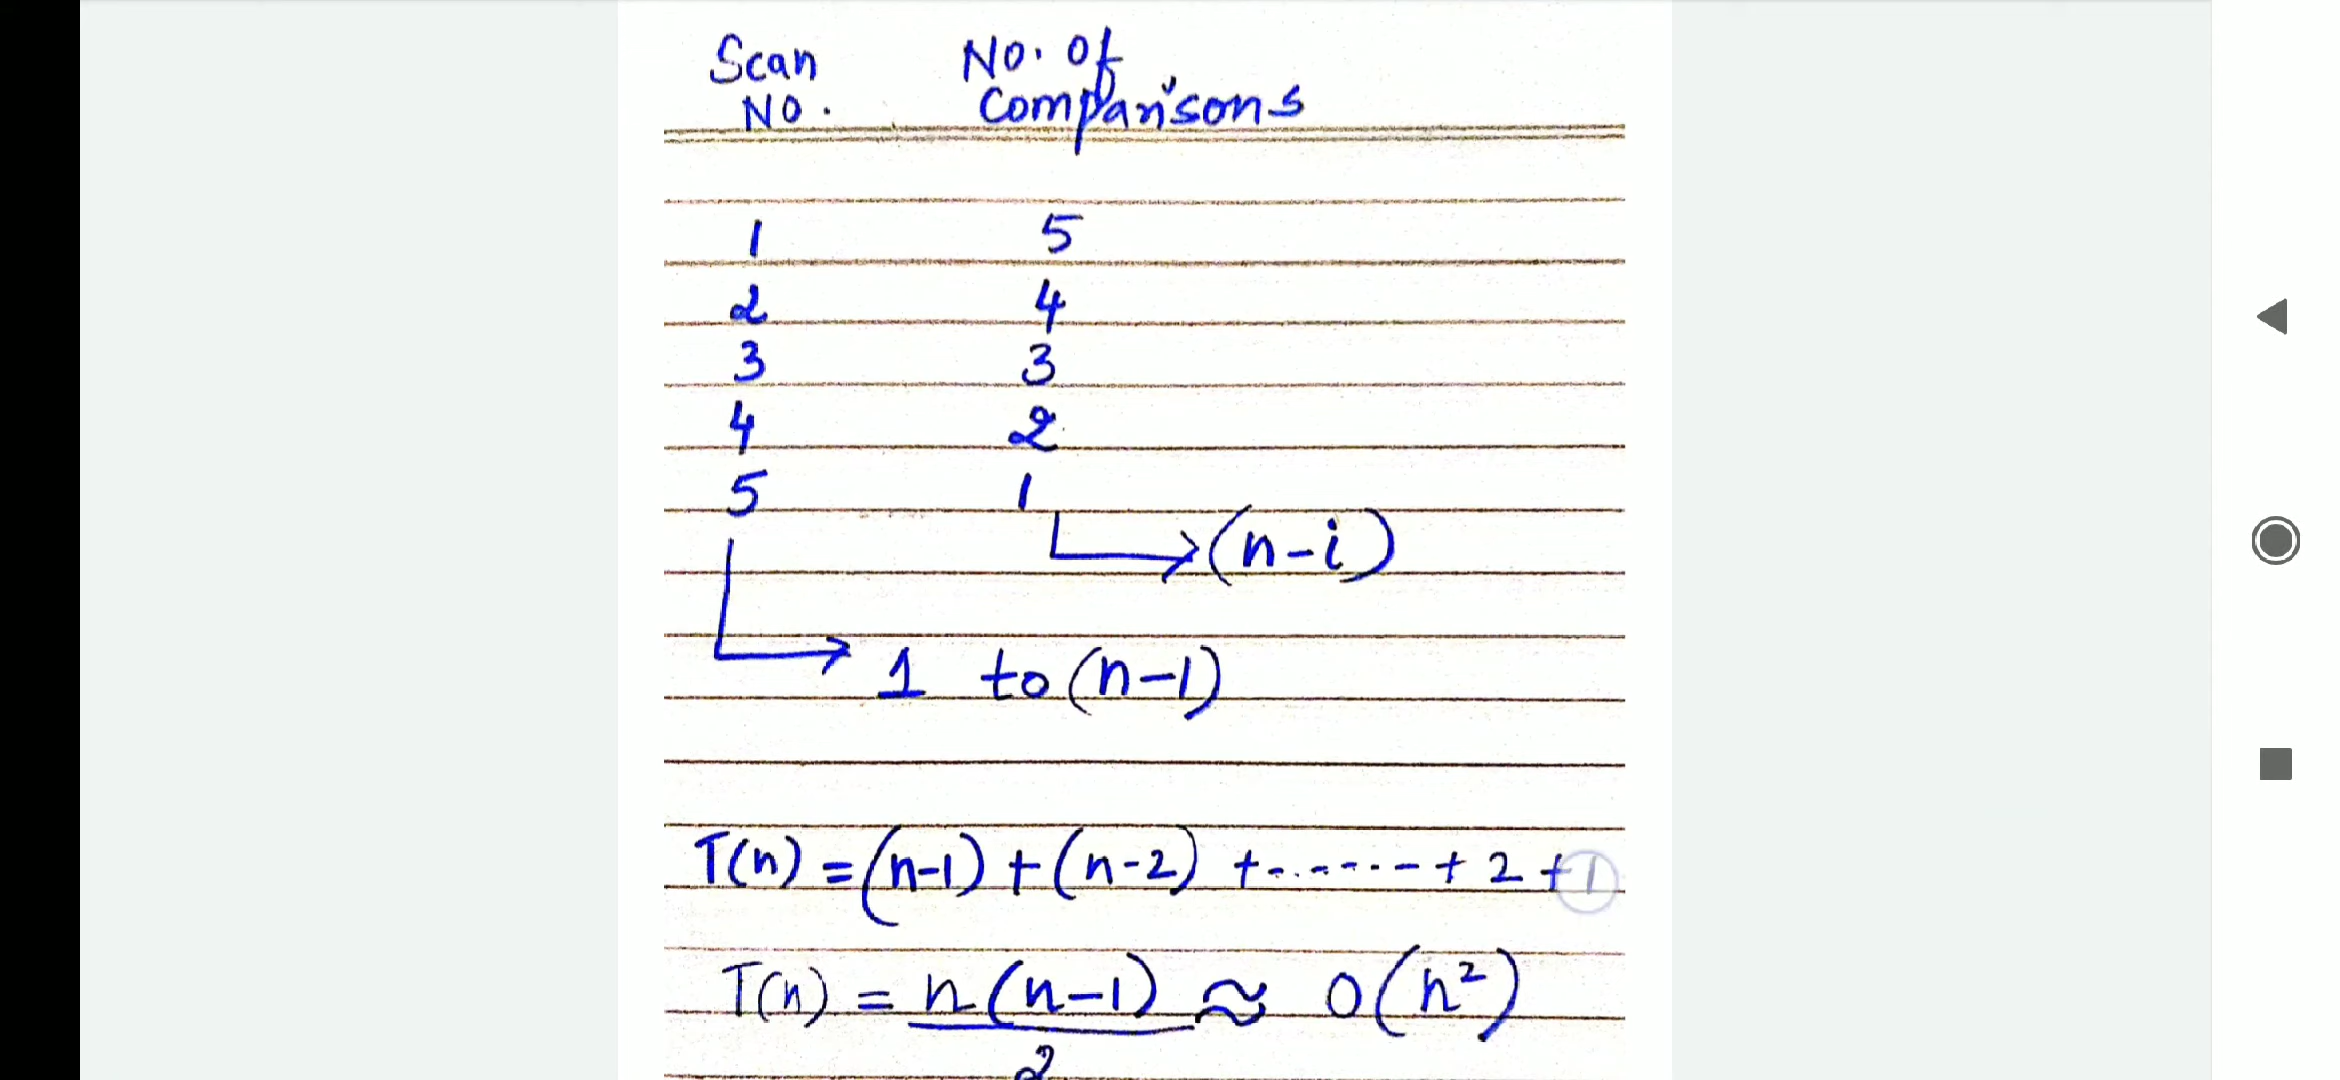 Scan No. of
NO. Comparisons
1 5
2 4
3 3
4 2
5 1
(n-i)
1 to (n-1)
T(n) = (n-1) + (n-2) +.------+ 2 + 1
T(n) = n(n-1) ≈ O(n²)
2